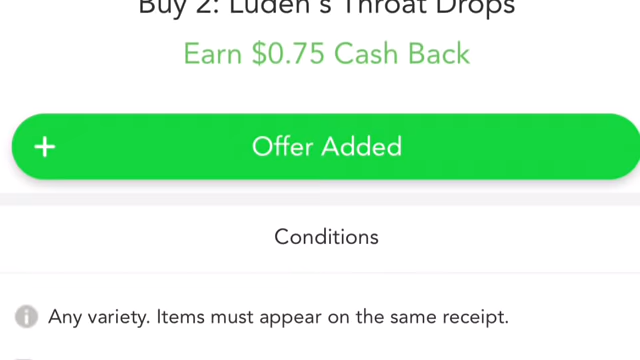 Buy 2: Luden's Throat Drops
Earn $0.75 Cash Back
+ Offer Added
Conditions
Any variety. Items must appear on the same receipt.